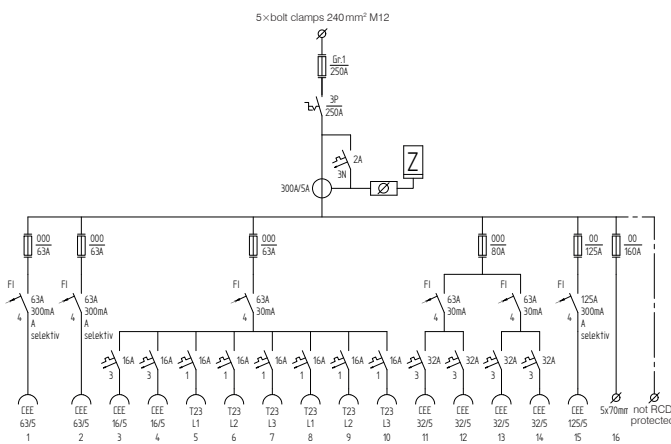 5×bolt clamps 240mm² M12
Gr.1
250A
3P
250A
2A
3N
Z
300A/5A
000
63A
000
63A
000
63A
000
80A
00
125A
00
160A
FI
63A
300mA
A
selektiv
4
FI
63A
300mA
A
selektiv
4
FI
63A
30mA
4
FI
63A
30mA
4
FI
63A
30mA
4
FI
125A
300mA
A
selektiv
4
16A
3
16A
3
16A
1
16A
1
16A
1
16A
1
16A
1
16A
1
32A
3
32A
3
32A
3
32A
3
CEE CEE CEE CEE T23 T23 T23 T23 T23 T23 CEE CEE CEE CEE CEE 5x70mm² not RCD
63/5 63/5 16/5 16/5 L1 L2 L3 L1 L2 L3 32/5 32/5 32/5 32/5 125/5 protected
1 2 3 4 5 6 7 8 9 10 11 12 13 14 15 16